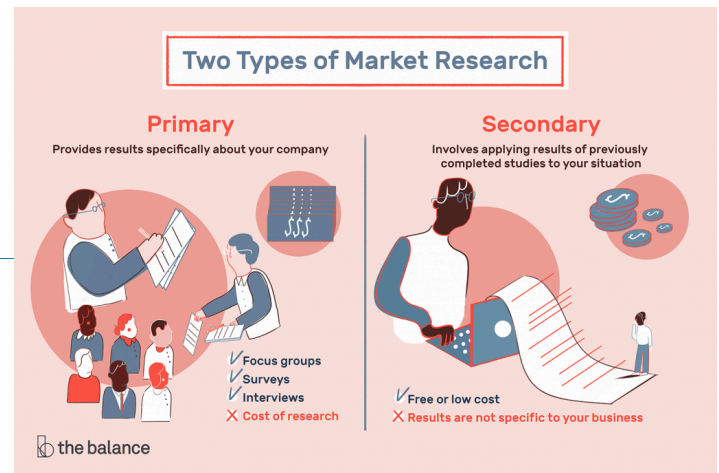 Two Types of Market Research
Primary
Provides results specifically about your company
$$$
✓ Focus groups
✓ Surveys
✓ Interviews
X Cost of research
Secondary
Involves applying results of previously
completed studies to your situation
$
$
$
$
✓ Free or low cost
X Results are not specific to your business
the balance